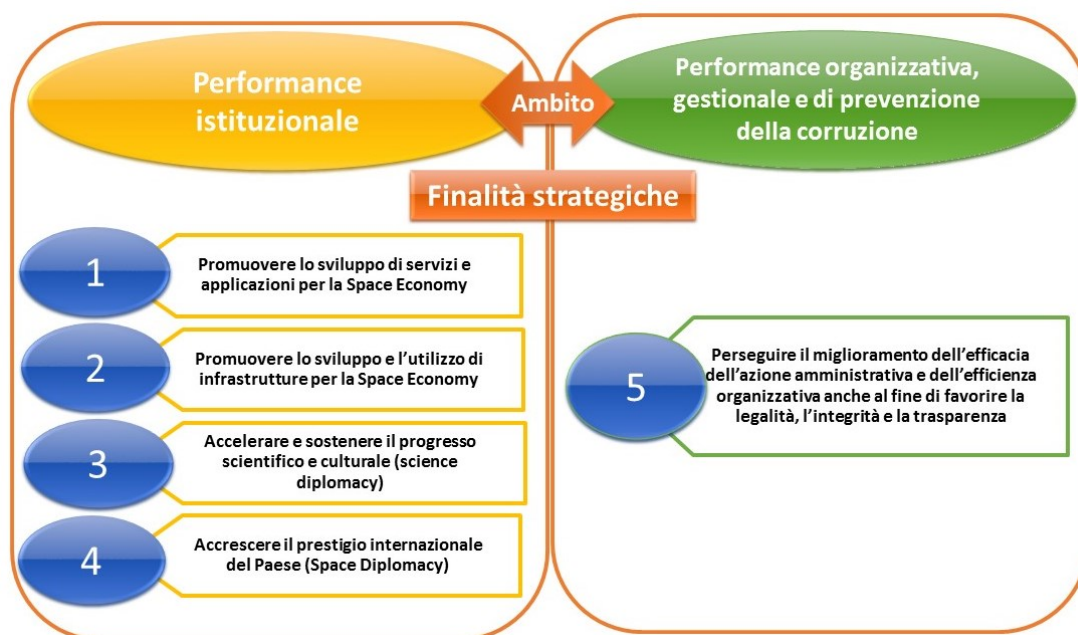 Performance
istituzionale
Ambito
Performance organizzativa,
gestionale e di prevenzione
della corruzione
Finalità strategiche
1
Promuovere lo sviluppo di servizi e
applicazioni per la Space Economy
2
Promuovere lo sviluppo e l’utilizzo di
infrastrutture per la Space Economy
3
Accelerare e sostenere il progresso
scientifico e culturale (science
diplomacy)
4
Accrescere il prestigio internazionale
del Paese (Space Diplomacy)
5
Perseguire il miglioramento dell’efficacia
dell’azione amministrativa e dell’efficienza
organizzativa anche al fine di favorire la
legalità, l’integrità e la trasparenza